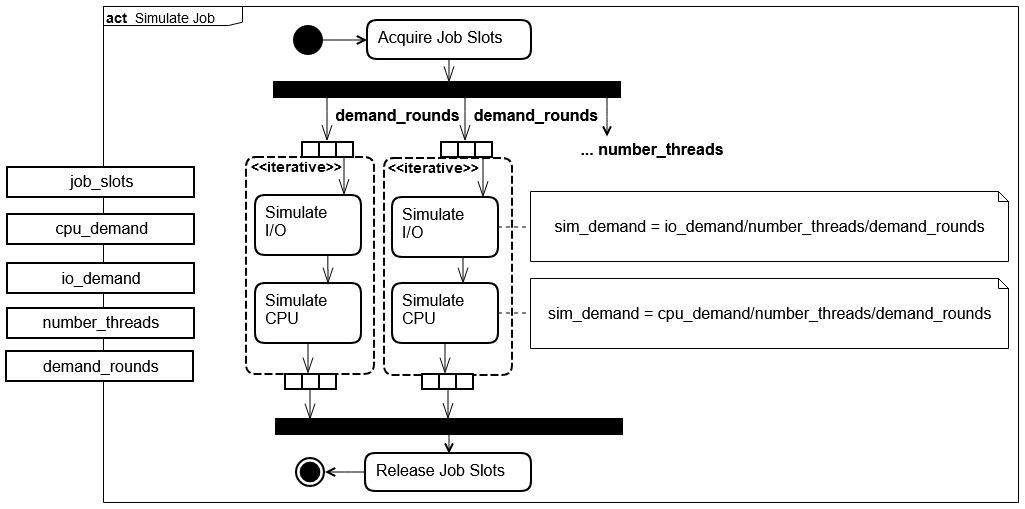 act Simulate Job
Acquire Job Slots
demand_rounds demand_rounds
... number_threads
<<iterative>> <<iterative>>
job_slots
cpu_demand
io_demand
number_threads
demand_rounds
Simulate
I/O
Simulate
I/O
sim_demand = io_demand/number_threads/demand_rounds
Simulate
CPU
Simulate
CPU
sim_demand = cpu_demand/number_threads/demand_rounds
Release Job Slots